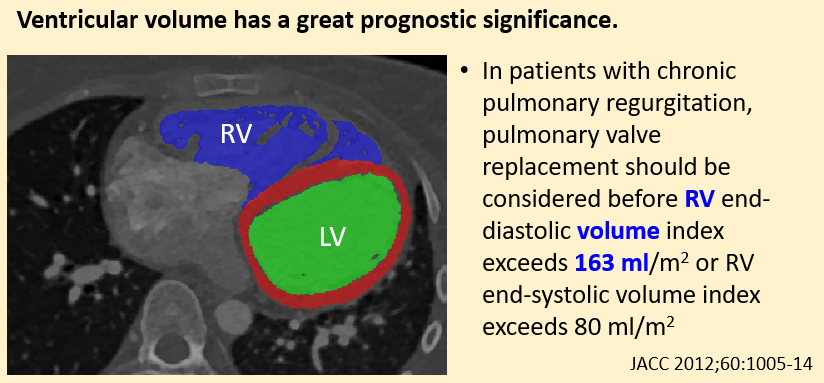 Ventricular volume has a great prognostic significance.
RV
LV
• In patients with chronic
pulmonary regurgitation,
pulmonary valve
replacement should be
considered before RV end-
diastolic volume index
exceeds 163 ml/m² or RV
end-systolic volume index
exceeds 80 ml/m²
JACC 2012;60:1005-14